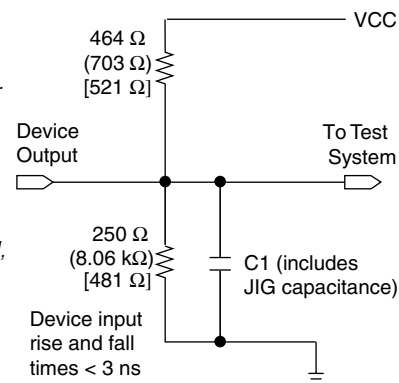 VCC
464 Ω
(703 Ω)
[521 Ω]
Device
Output
To Test
System
250 Ω
(8.06 kΩ)
[481 Ω]
C1 (includes
JIG capacitance)
Device input
rise and fall
times < 3 ns